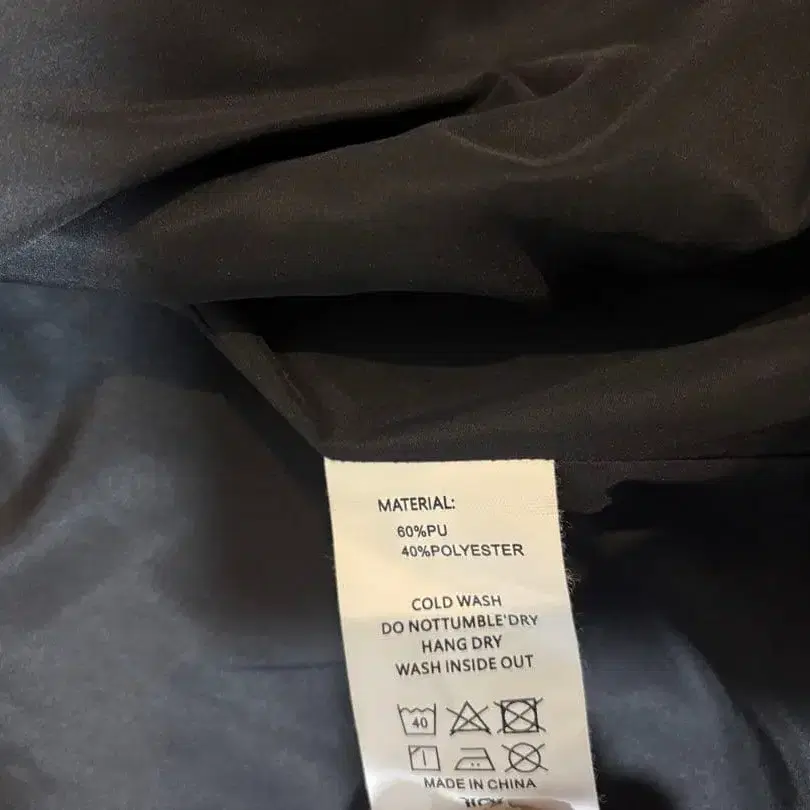 MATERIAL:
60%PU
40%POLYESTER
COLD WASH
DO NOTTUMBLE'DRY
HANG DRY
WASH INSIDE OUT
40
MADE IN CHINA